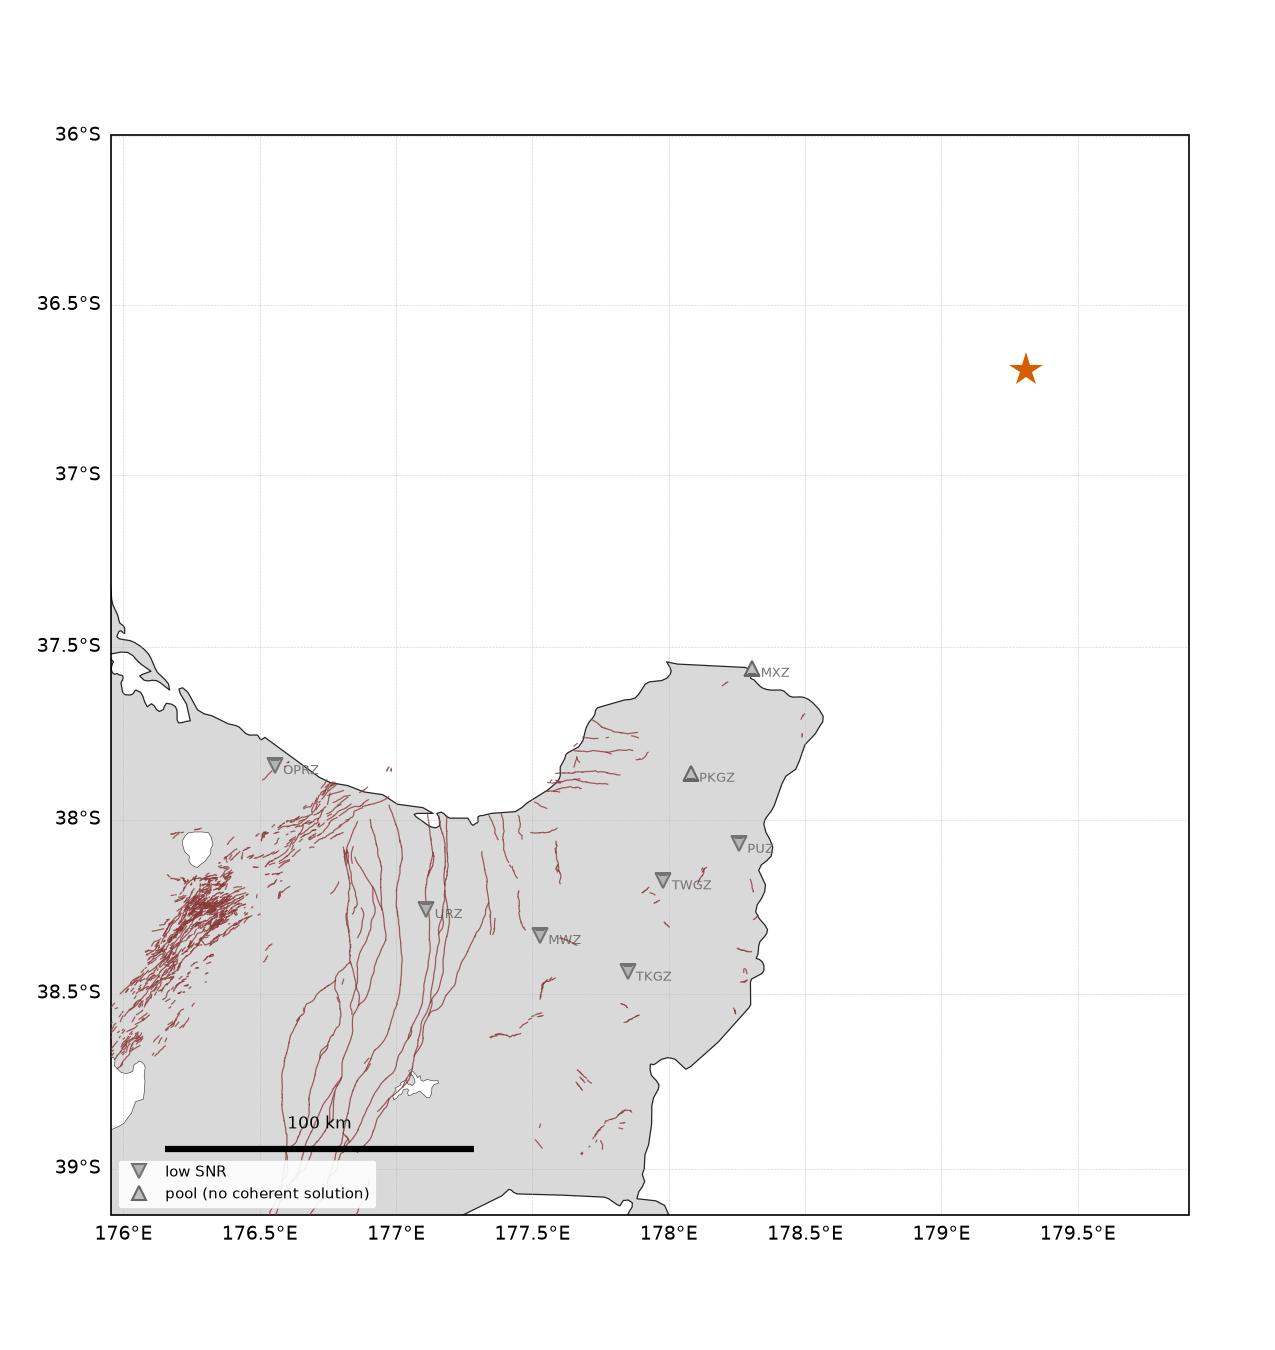 36°S
36.5°S
37°S
37.5°S
MXZ
OPRZ
PKGZ
38°S
PUZ
TWGZ
URZ
MWZ
TKGZ
38.5°S
100 km
39°S
low SNR
pool (no coherent solution)
176°E 176.5°E 177°E 177.5°E 178°E 178.5°E 179°E 179.5°E